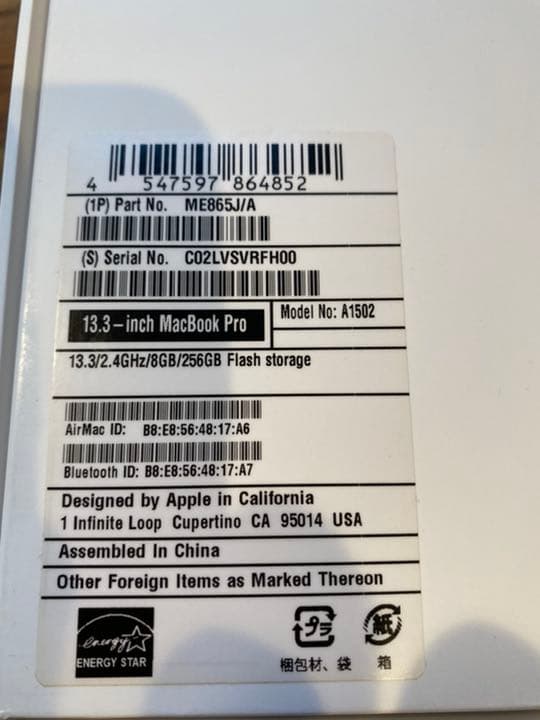 4 547597 864852
(1P) Part No. ME865J/A
(S) Serial No. C02LVSVRFH00
13.3-inch MacBook Pro
Model No: A1502
13.3/2.4GHz/8GB/256GB Flash storage
AirMac ID: B8:E8:56:48:17:A6
Bluetooth ID: B8:E8:56:48:17:A7
Designed by Apple in California
1 Infinite Loop Cupertino CA 95014 USA
Assembled In China
Other Foreign Items as Marked Thereon
energy
ENERGY STAR
プラ
紙
梱包材、袋
箱